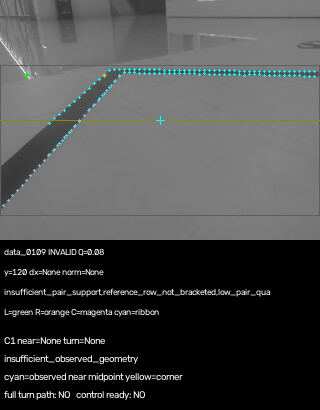 data_0109 INVALID Q=0.08
y=120 dx=None norm=None
insufficient_pair_support,reference_row_not_bracketed,low_pair_qua
L=green R=orange C=magenta cyan=ribbon
C1 near=None turn=None
insufficient_observed_geometry
cyan=observed near midpoint yellow=corner
full turn path: NO control ready: NO